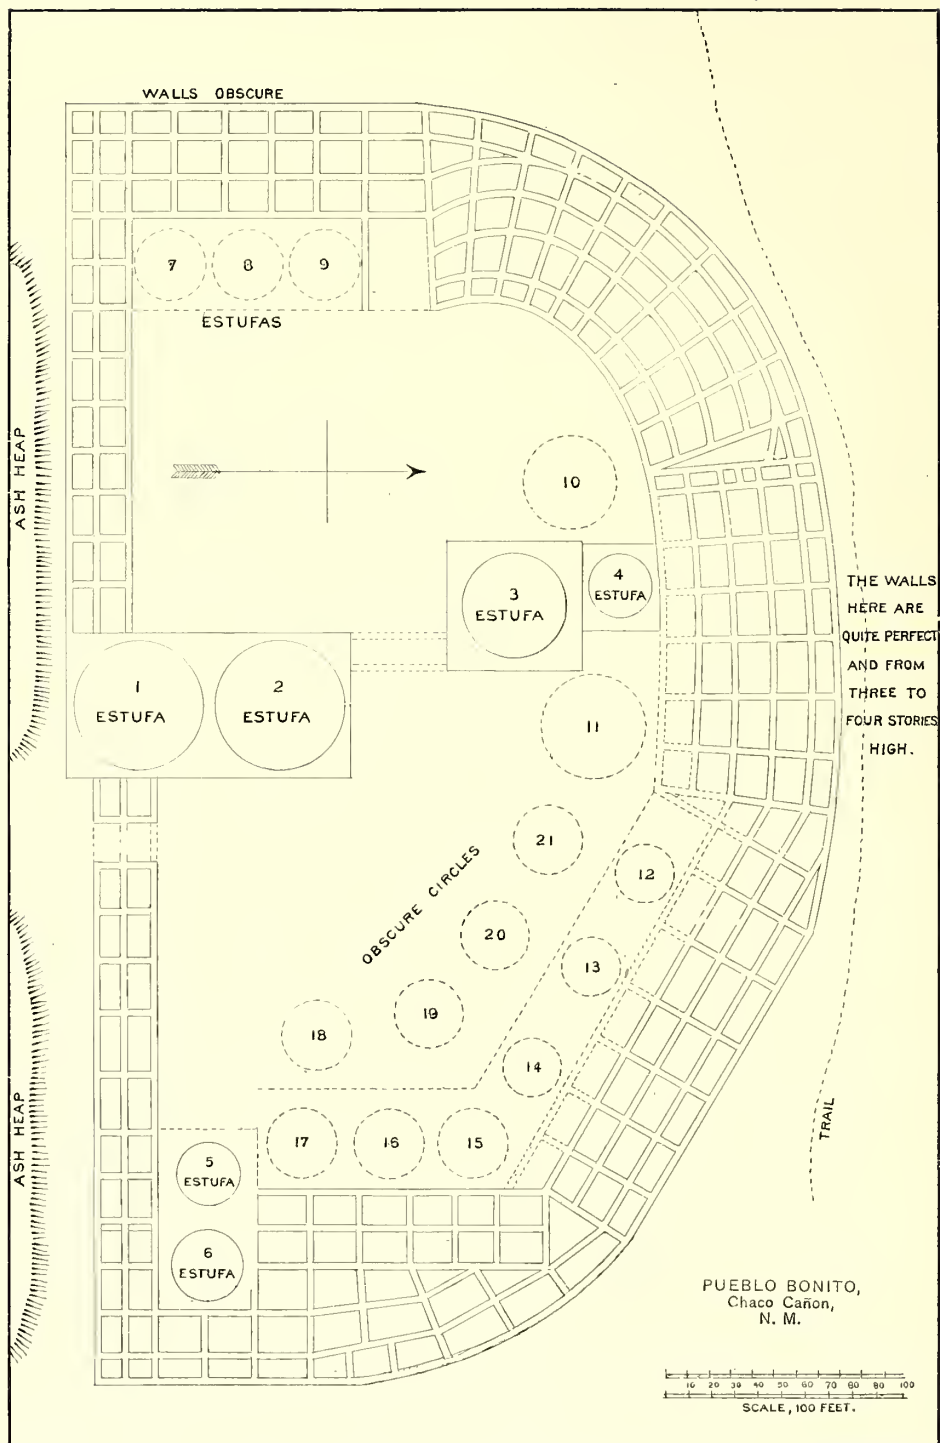 WALLS OBSCURE
7
8
9
ESTUFAS
ASH HEAP
10
3
ESTUFA
4
ESTUFA
THE WALLS
HERE ARE
QUITE PERFECT
AND FROM
THREE TO
FOUR STORIES
HIGH.
1
ESTUFA
2
ESTUFA
11
21
12
OBSCURE CIRCLES
20
13
19
18
14
ASH HEAP
TRAIL
17
16
15
5
ESTUFA
6
ESTUFA
PUEBLO BONITO,
Chaco Cañon,
N. M.
10 20 30 40 50 60 70 80 90 100
SCALE, 100 FEET.